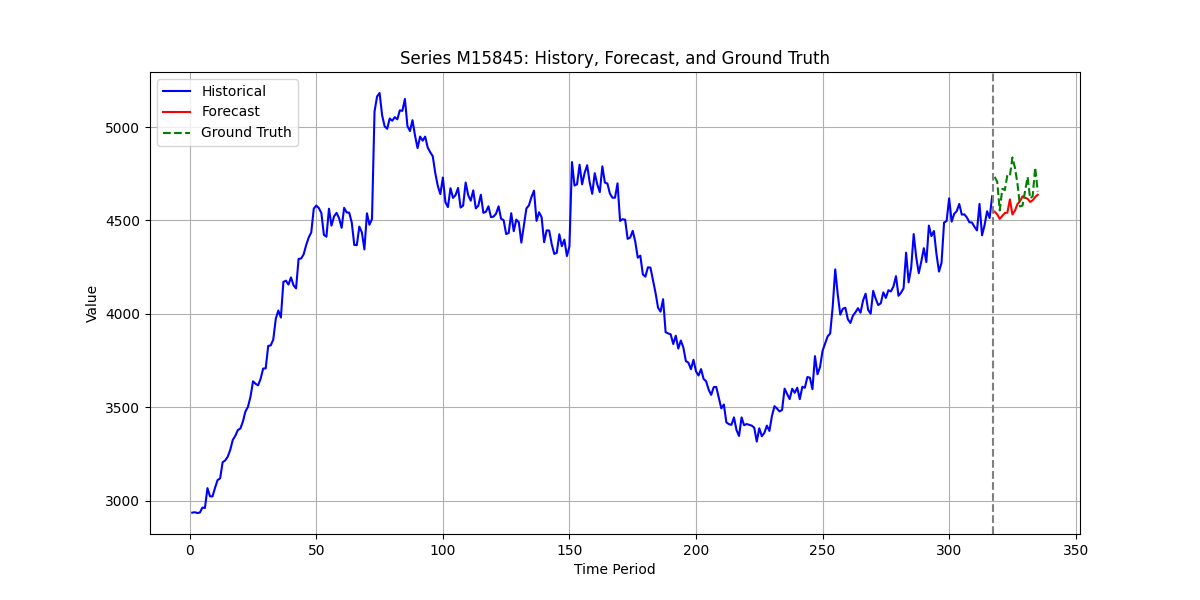 Series M15845: History, Forecast, and Ground Truth
Historical
Forecast
Ground Truth
Value
5000
4500
4000
3500
3000
0 50 100 150 200 250 300 350
Time Period